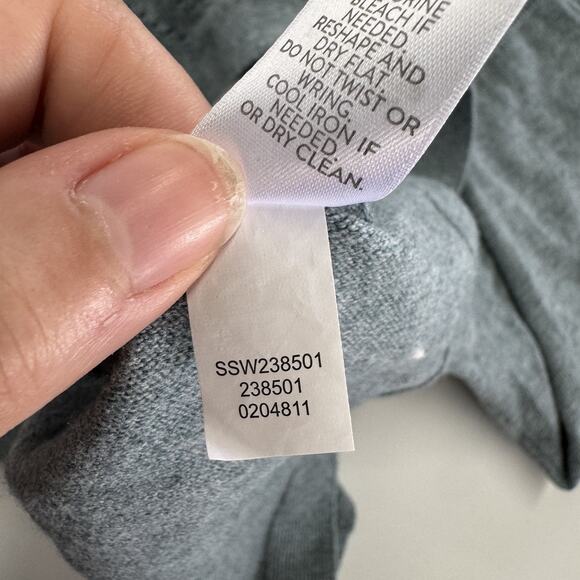 BLEACH IF
NEEDED.
RESHAPE AND
DRY FLAT.
DO NOT TWIST OR
WRING.
COOL IRON IF
NEEDED
OR DRY CLEAN.
SSW238501
238501
0204811